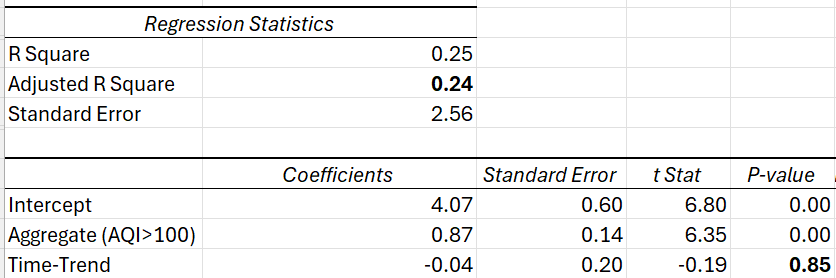 Regression Statistics
R Square 0.25
Adjusted R Square 0.24
Standard Error 2.56
Coefficients Standard Error t Stat P-value
Intercept 4.07 0.60 6.80 0.00
Aggregate (AQI>100) 0.87 0.14 6.35 0.00
Time-Trend -0.04 0.20 -0.19 0.85